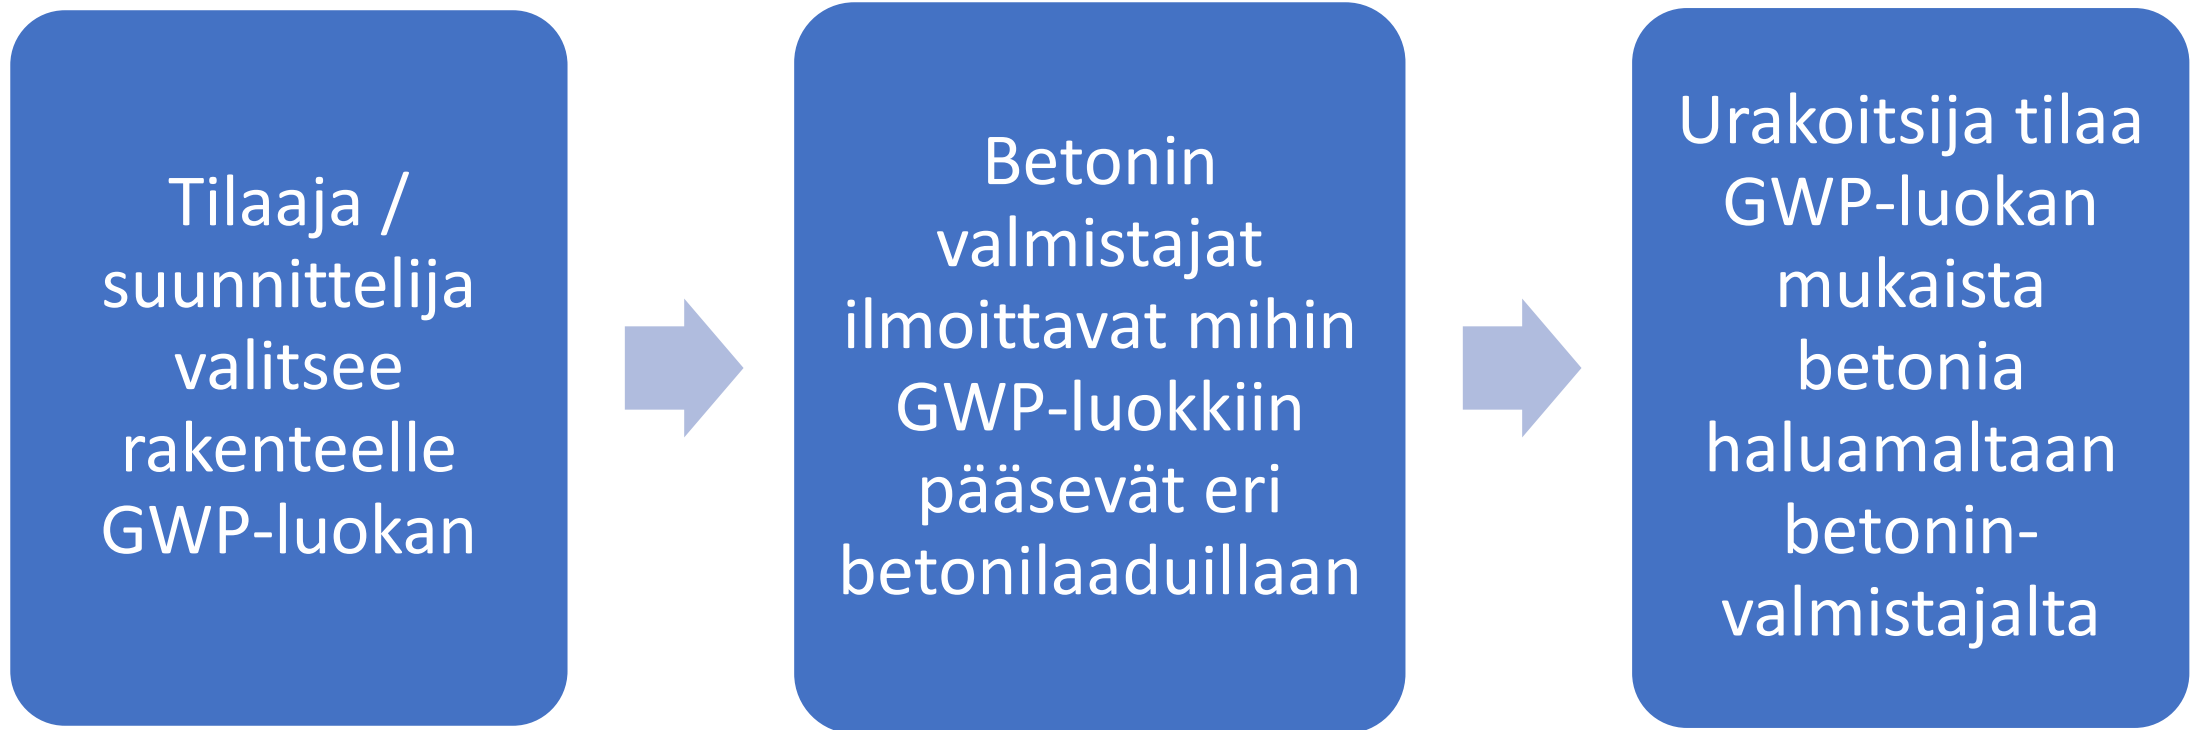 Tilaaja /
suunnittelija
valitsee
rakenteelle
GWP-luokan
Betonin
valmistajat
ilmoittavat mihin
GWP-luokkiin
pääsevät eri
betonilaaduillaan
Urakoitsija tilaa
GWP-luokan
mukaista
betonia
haluamaltaan
betonin-
valmistajalta